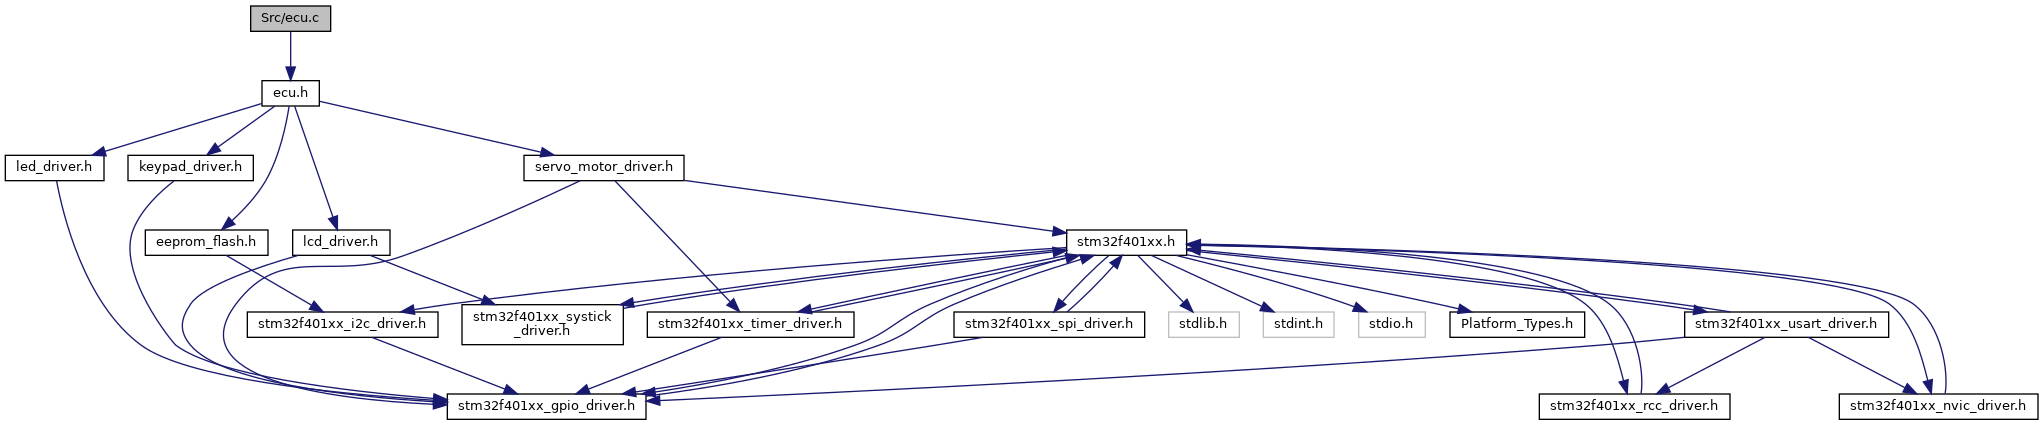 Src/ecu.c
ecu.h
led_driver.h
keypad_driver.h
servo_motor_driver.h
eeprom_flash.h
lcd_driver.h
stm32f401xx.h
stm32f401xx_i2c_driver.h
stm32f401xx_systick
_driver.h
stm32f401xx_timer_driver.h
stm32f401xx_spi_driver.h
stdlib.h
stdint.h
stdio.h
Platform_Types.h
stm32f401xx_usart_driver.h
stm32f401xx_gpio_driver.h
stm32f401xx_rcc_driver.h
stm32f401xx_nvic_driver.h